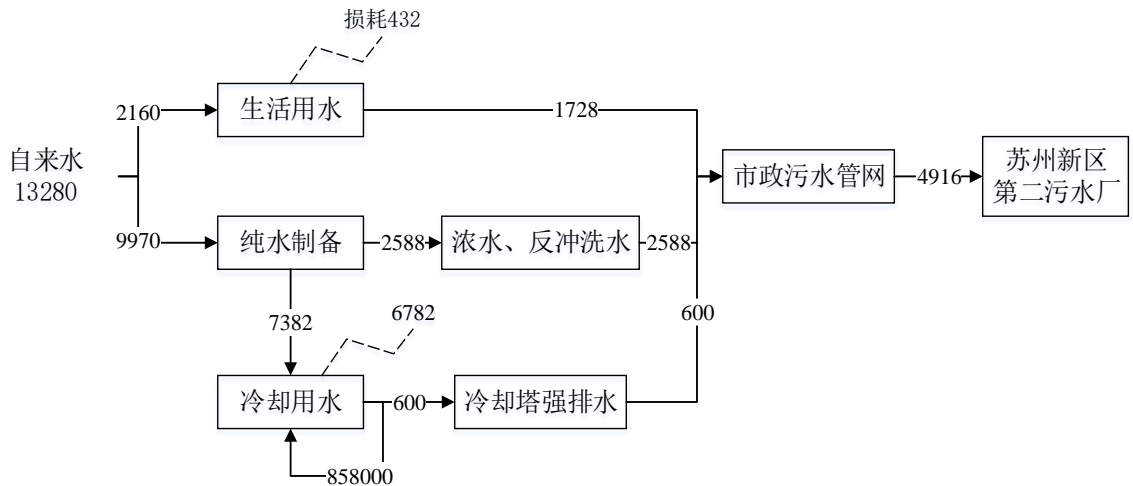 损耗432
2160
生活用水
1728
自来水
13280
市政污水管网
4916
苏州新区
第二污水厂
9970
纯水制备
2588
浓水、反冲洗水
2588
7382
6782
600
冷却用水
600
冷却塔强排水
858000